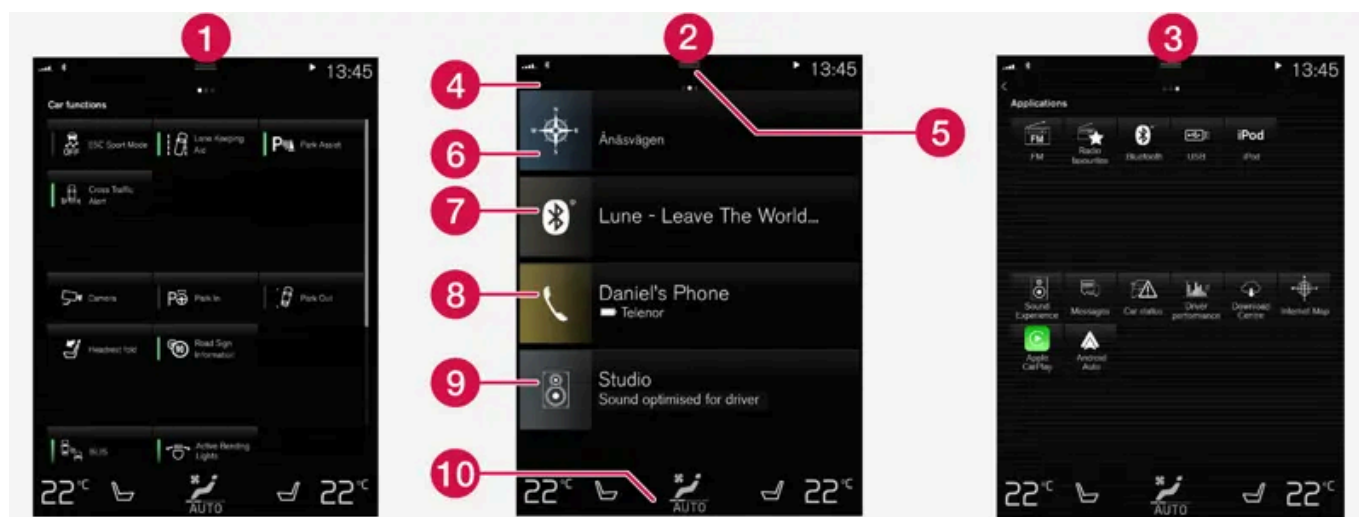 1
2
3
13:45
Car functions
OFF
ESC Sport Mode
Lane Keeping
Aid
P
Park Assist
Cross Traffic
Alert
Camera
P
Park In
Park Out
Headrest fold
90
Road Sign
Information
BLIS
Active Bending
Lights
22°C
AUTO
22°C
4
13:45
5
6
Ånäsvägen
7
Lune - Leave The World...
8
Daniel's Phone
Telenor
9
Studio
Sound optimised for driver
10
22°C
AUTO
22°C
13:45
Applications
FM
iPod
FM
Radio
favourites
Bluetooth
USB
iPod
Sound
Experience
Messages
Car status
Driver
performance
Download
Centre
Internet Map
Apple
CarPlay
Android
Auto
22°C
AUTO
22°C